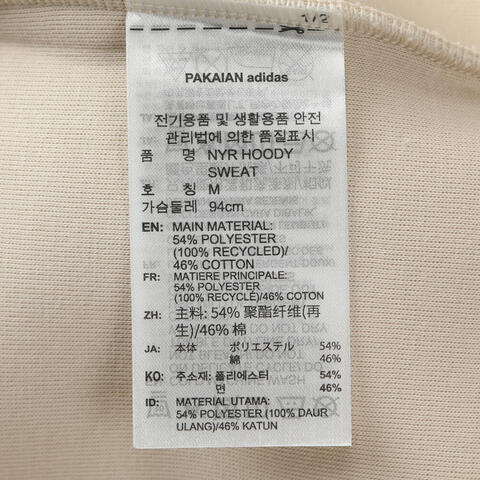 1/2
PAKAIAN adidas
전기용품 및 생활용품 안전
관리법에 의한 품질표시
품 명 NYR HOODY
SWEAT
호 칭 M
가슴둘레 94cm
EN: MAIN MATERIAL:
54% POLYESTER
(100% RECYCLED)/
46% COTTON
FR: MATIERE PRINCIPALE:
54% POLYESTER
(100% RECYCLÉ)/46% COTON
ZH: 主料: 54% 聚酯纤维(再
生)/46% 棉
JA: 本体 ポリエステル 54%
綿 46%
KO: 주소재: 폴리에스터 54%
면 46%
ID: MATERIAL UTAMA:
54% POLYESTER (100% DAUR
ULANG)/46% KATUN